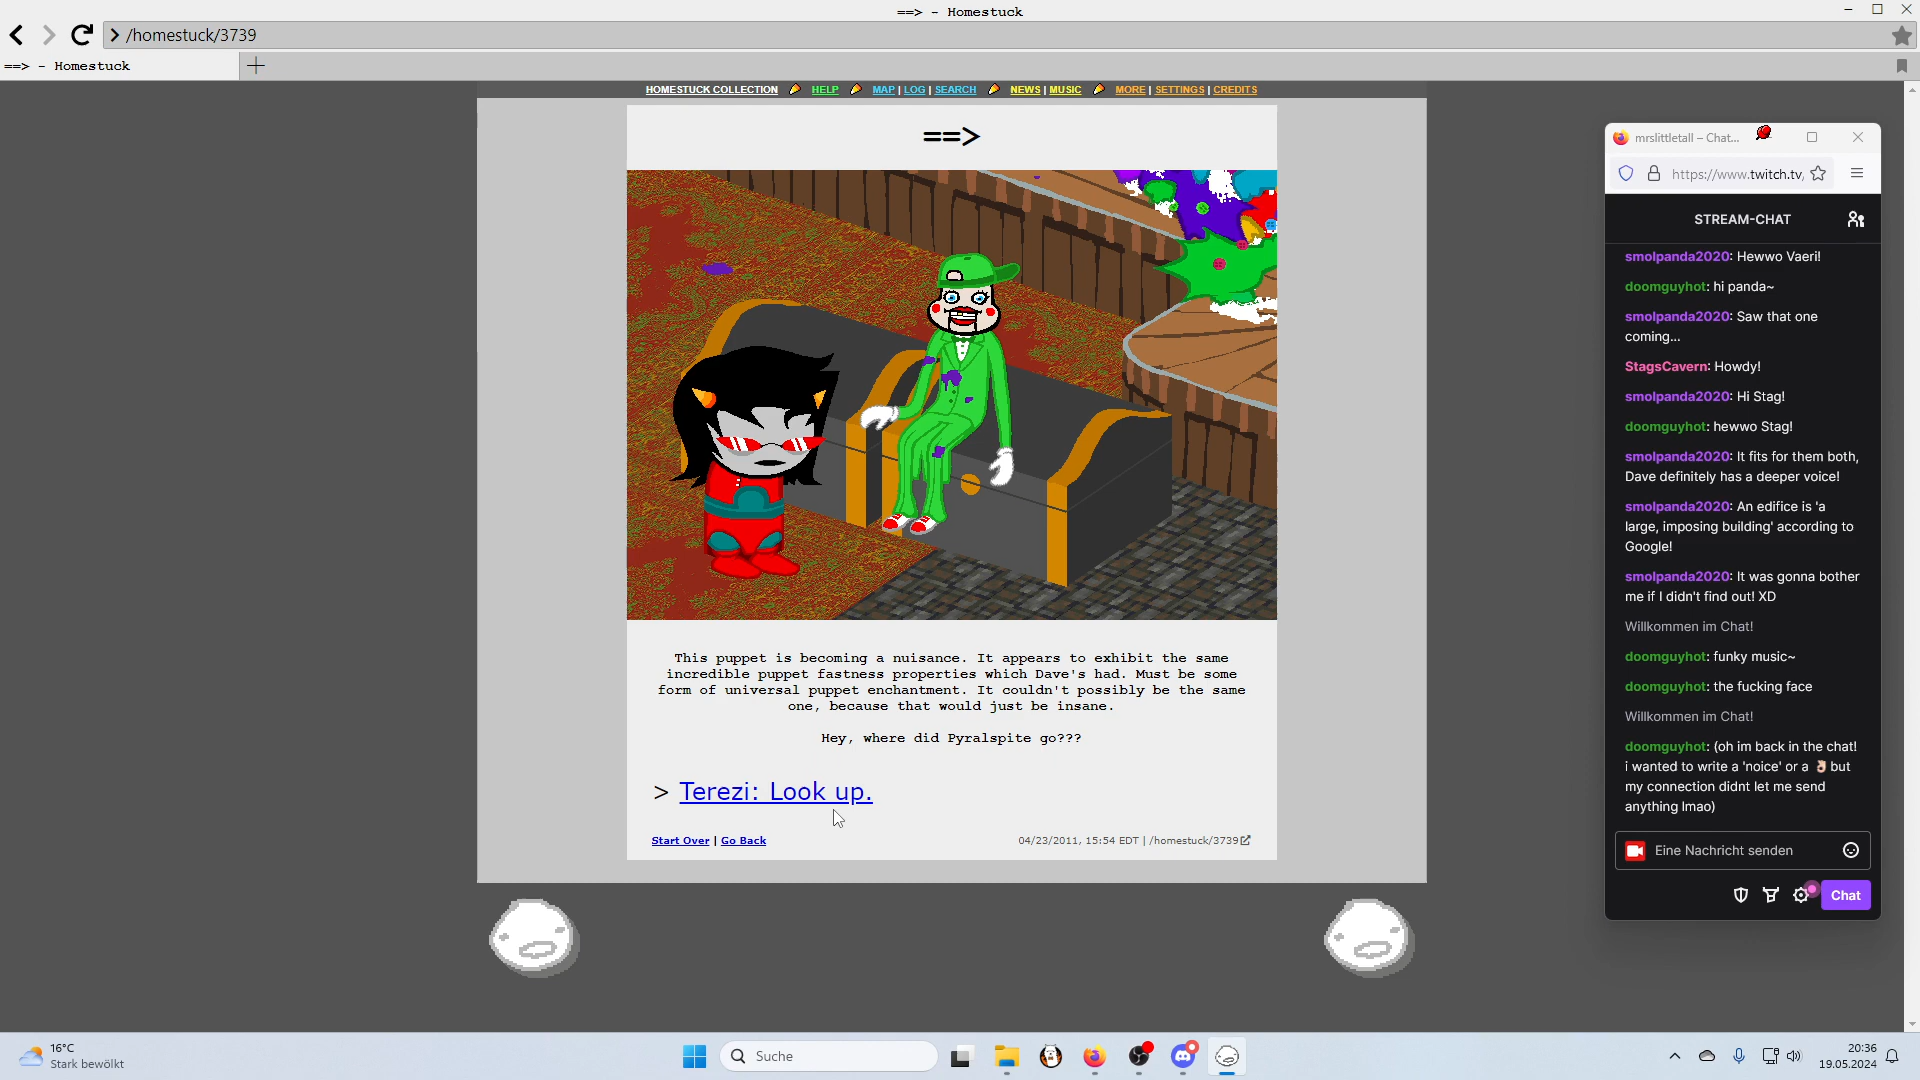 ==> - Homestuck
/homestuck/3739
==> - Homestuck
HOMESTUCK COLLECTION HELP MAP | LOG | SEARCH NEWS | MUSIC MORE | SETTINGS | CREDITS
==>
This puppet is becoming a nuisance. It appears to exhibit the same
incredible puppet fastness properties which Dave's had. Must be some
form of universal puppet enchantment. It couldn't possibly be the same
one, because that would just be insane.
Hey, where did Pyralspite go???
> Terezi: Look up.
Start Over | Go Back
04/23/2011, 15:54 EDT | /homestuck/3739
mrslittletall – Chat...
https://www.twitch.tv/
STREAM-CHAT
smolpanda2020: Hewwo Vaeri!
doomguyhot: hi panda~
smolpanda2020: Saw that one
coming...
StagsCavern: Howdy!
smolpanda2020: Hi Stag!
doomguyhot: hewwo Stag!
smolpanda2020: It fits for them both,
Dave definitely has a deeper voice!
smolpanda2020: An edifice is 'a
large, imposing building' according to
Google!
smolpanda2020: It was gonna bother
me if I didn't find out! XD
Willkommen im Chat!
doomguyhot: funky music~
doomguyhot: the fucking face
Willkommen im Chat!
doomguyhot: (oh im back in the chat!
i wanted to write a 'noice' or a 👌🏻 but
my connection didnt let me send
anything lmao)
Eine Nachricht senden
Chat
16°C
Stark bewölkt
Suche
20:36
19.05.2024